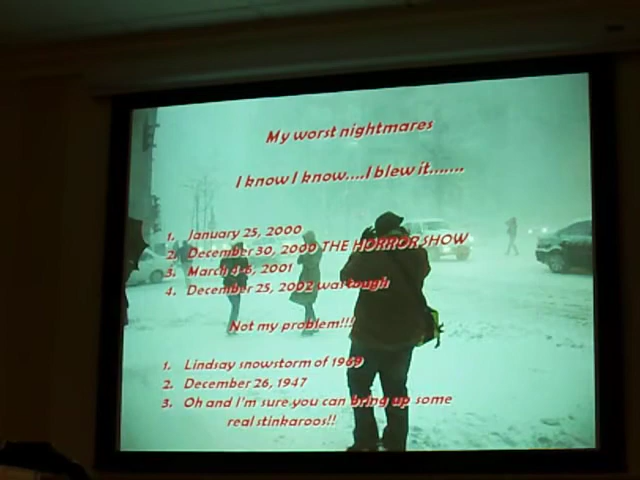 My worst nightmares
I know I know....I blew it.......
1. January 25, 2000
2. December 30, 2000 THE HORROR SHOW
3. March 4-6, 2001
4. December 25, 2002 was tough
Not my problem!!!
1. Lindsay snowstorm of 1969
2. December 26, 1947
3. Oh and I'm sure you can bring up some
real stinkaroos!!